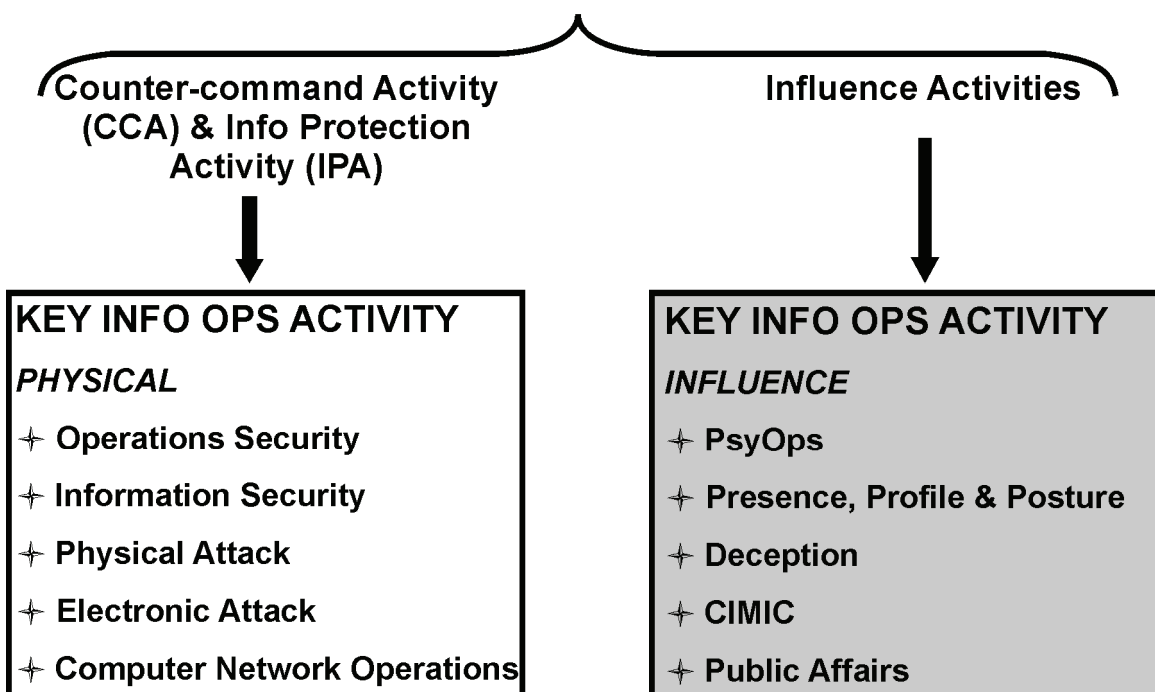 Counter-command Activity
(CCA) & Info Protection
Activity (IPA)
Influence Activities
KEY INFO OPS ACTIVITY
PHYSICAL
Operations Security
Information Security
Physical Attack
Electronic Attack
Computer Network Operations
KEY INFO OPS ACTIVITY
INFLUENCE
PsyOps
Presence, Profile & Posture
Deception
CIMIC
Public Affairs